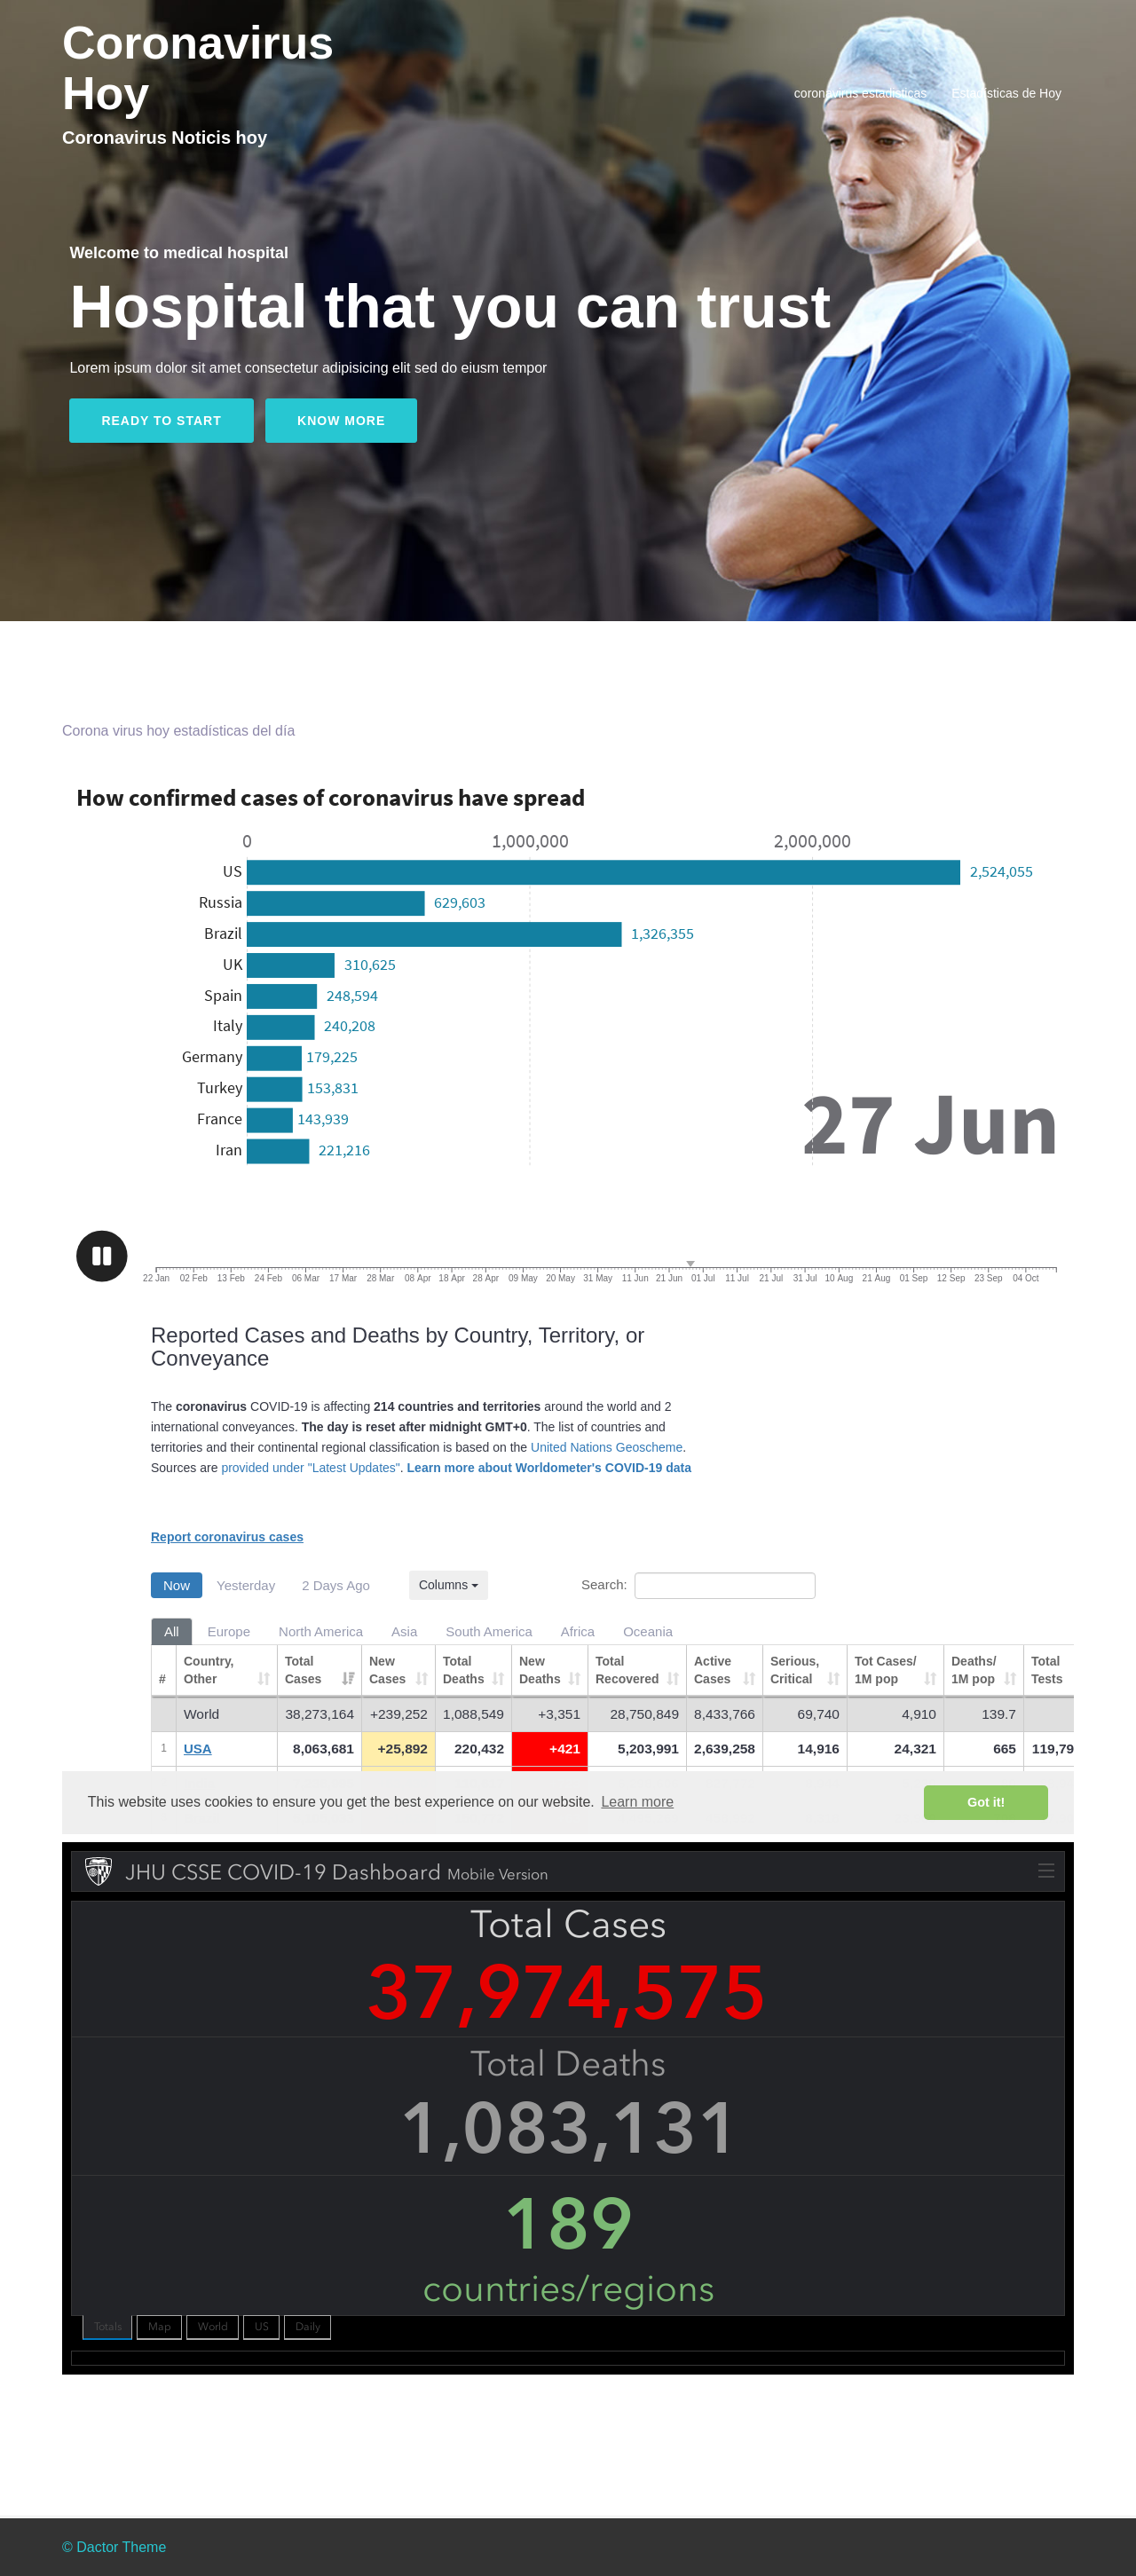 Coronavirus
Hoy
Coronavirus Noticis hoy
coronavirus estadisticas
Estadísticas de Hoy
Welcome to medical hospital
Hospital that you can trust
Lorem ipsum dolor sit amet consectetur adipisicing elit sed do eiusm tempor
READY TO START
KNOW MORE
Corona virus hoy estadísticas del día
How confirmed cases of coronavirus have spread
0 1,000,000 2,000,000
US 2,524,055
Russia 629,603
Brazil 1,326,355
UK 310,625
Spain 248,594
Italy 240,208
Germany 179,225
Turkey 153,831
France 143,939
Iran 221,216
27 Jun
22 Jan 02 Feb 13 Feb 24 Feb 06 Mar 17 Mar 28 Mar 08 Apr 18 Apr 28 Apr 09 May 20 May 31 May 11 Jun 21 Jun 01 Jul 11 Jul 21 Jul 31 Jul 10 Aug 21 Aug 01 Sep 12 Sep 23 Sep 04 Oct
Reported Cases and Deaths by Country, Territory, or
Conveyance
The coronavirus COVID-19 is affecting 214 countries and territories around the world and 2
international conveyances. The day is reset after midnight GMT+0. The list of countries and
territories and their continental regional classification is based on the United Nations Geoscheme.
Sources are provided under "Latest Updates". Learn more about Worldometer's COVID-19 data
Report coronavirus cases
Now Yesterday 2 Days Ago Columns Search:
All Europe North America Asia South America Africa Oceania
# Country, Other Total Cases New Cases Total Deaths New Deaths Total Recovered Active Cases Serious, Critical Tot Cases/ 1M pop Deaths/ 1M pop Total Tests
World 38,273,164 +239,252 1,088,549 +3,351 28,750,849 8,433,766 69,740 4,910 139.7
1 USA 8,063,681 +25,892 220,432 +421 5,203,991 2,639,258 14,916 24,321 665 119,79
This website uses cookies to ensure you get the best experience on our website. Learn more
Got it!
JHU CSSE COVID-19 Dashboard Mobile Version
Total Cases
37,974,575
Total Deaths
1,083,131
189
countries/regions
Totals Map World US Daily
© Dactor Theme